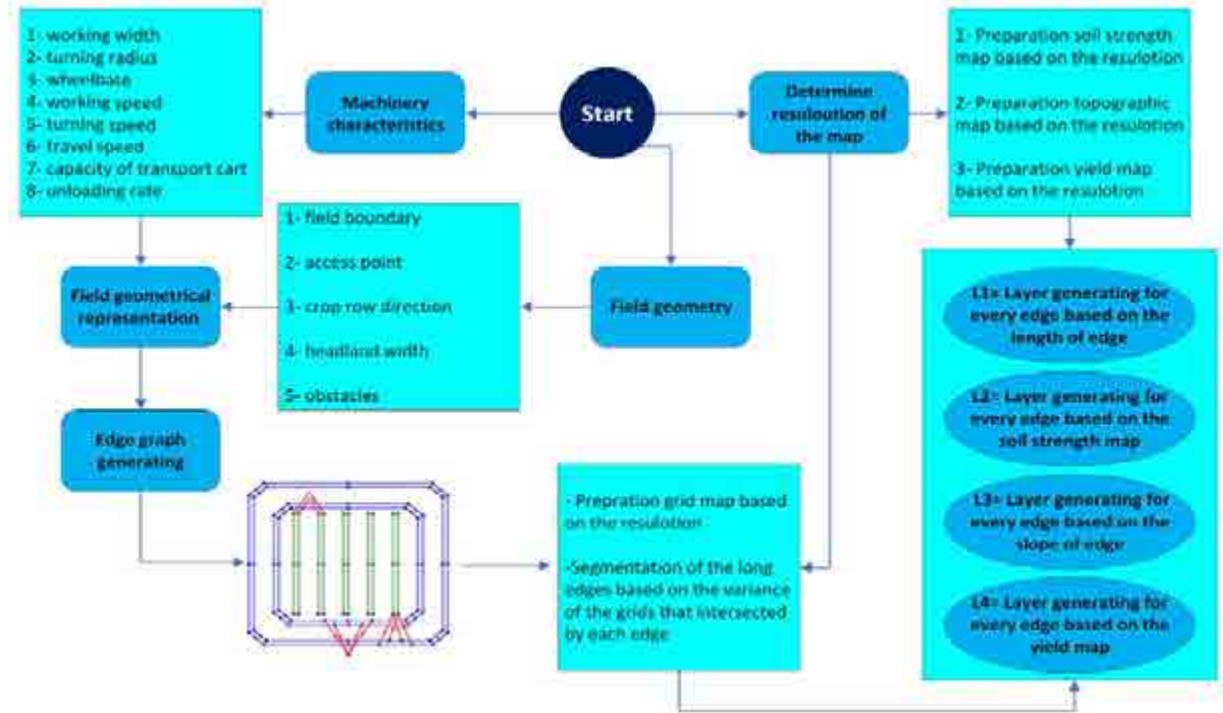 1- working width
2- turning radius
3- wheelbase
4- working speed
5- turning speed
6- travel speed
7- capacity of transport cart
8- unloading rate
Machinery
characteristics
Start
Determine
resuloution of
the map
1- Preparation soil strength
map based on the resulution
2- Preparation topographic
map based on the resulotion
3- Preparation yield map
based on the resulotion
Field geometrical
representation
1- field boundary
2- access point
3- crop row direction
4- headland width
5- obstacles
Field geometry
Edge graph
generating
- Prepration grid map based
on the resulotion
-Segmentation of the long
edges based on the variance
of the grids that intersected
by each edge
L1= Layer generating for
every edge based on the
length of edge
L2= Layer generating for
every edge based on the
soil strength map
L3= Layer generating for
every edge based on the
slope of edge
L4= Layer generating for
every edge based on the
yield map